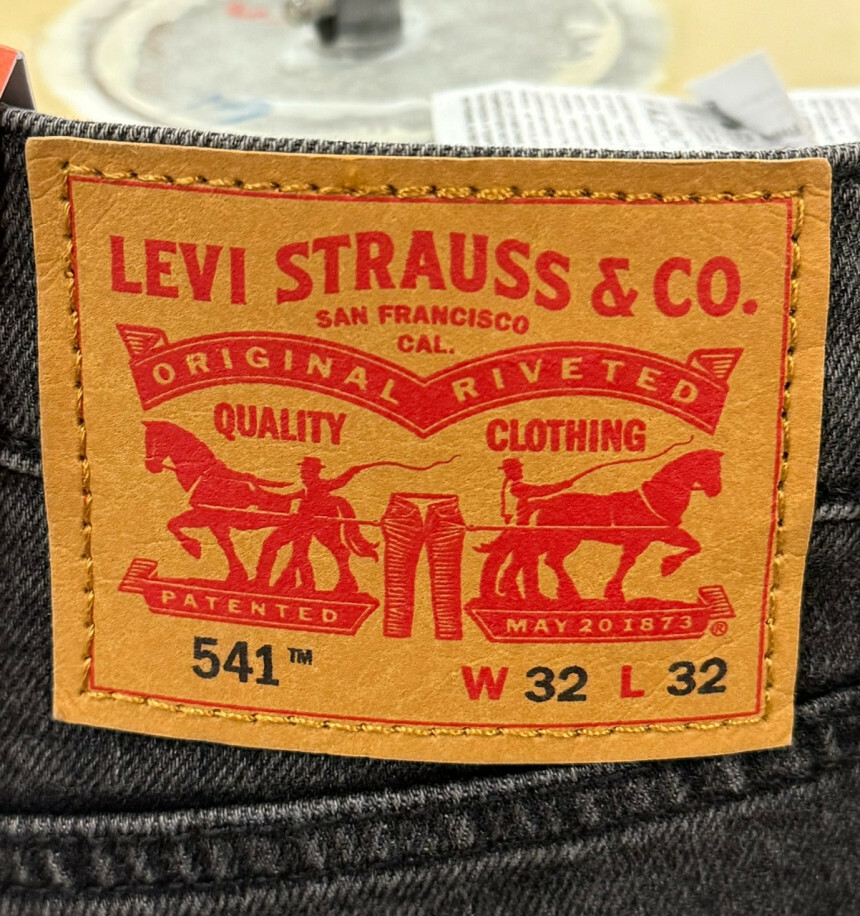 LEVI STRAUSS & CO.
SAN FRANCISCO
CAL.
ORIGINAL RIVETED
QUALITY CLOTHING
PATENTED MAY 20 1873 ®
541™ W 32 L 32